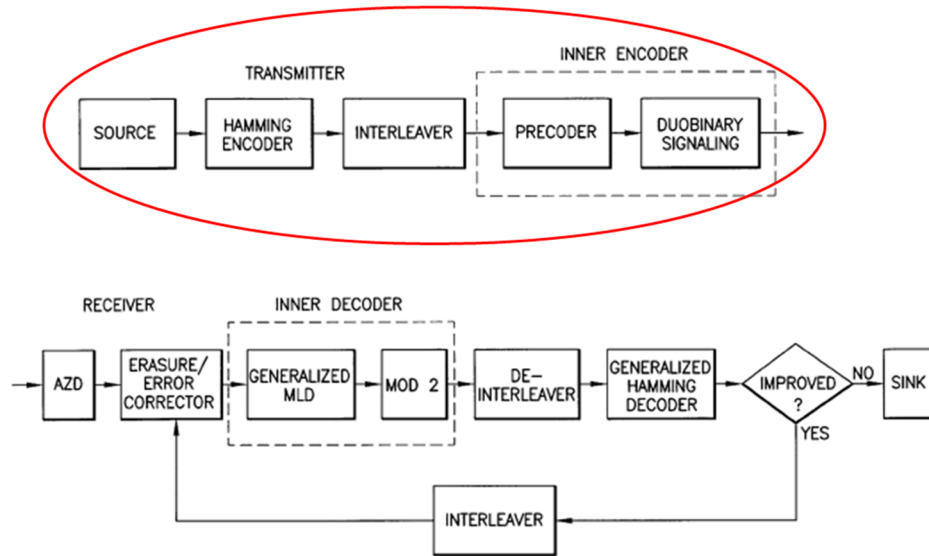 TRANSMITTER
INNER ENCODER
SOURCE
HAMMING
ENCODER
INTERLEAVER
PRECODER
DUOBINARY
SIGNALING
RECEIVER
INNER DECODER
AZD
ERASURE/
ERROR
CORRECTOR
GENERALIZED
MLD
MOD 2
DE-
INTERLEAVER
GENERALIZED
HAMMING
DECODER
IMPROVED
?
NO
SINK
YES
INTERLEAVER